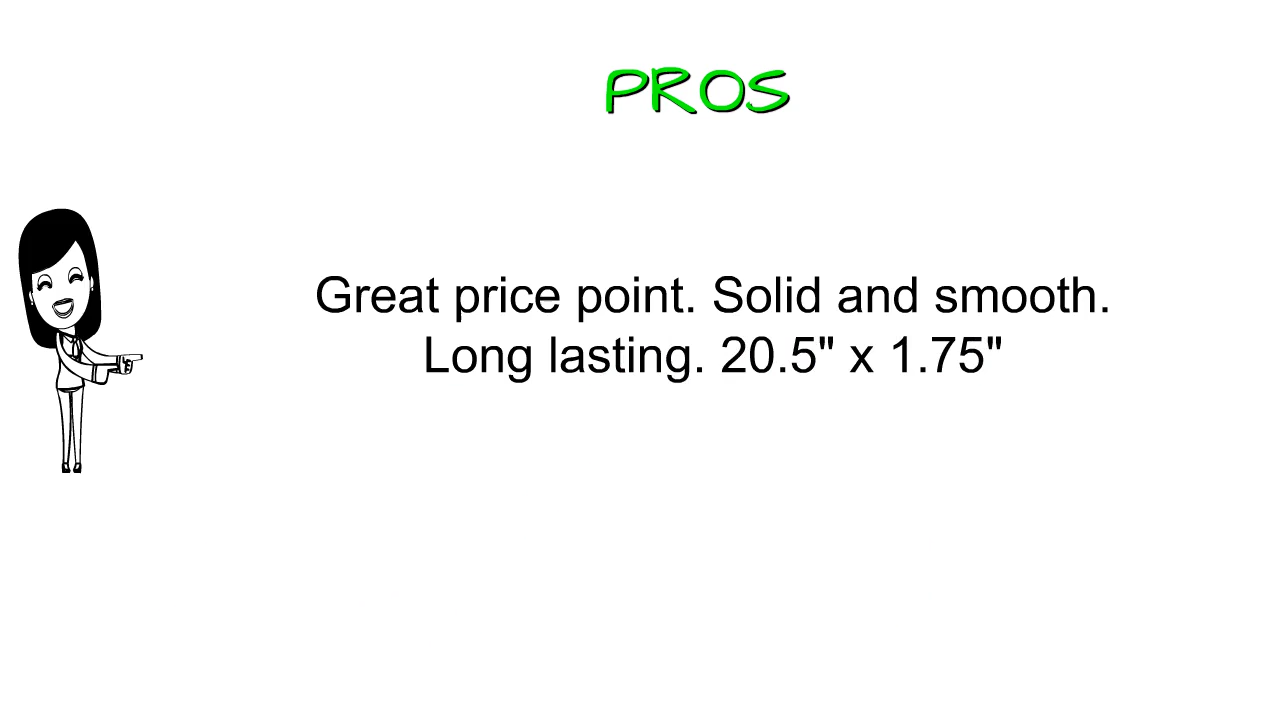 PROS
Great price point. Solid and smooth.
Long lasting. 20.5" x 1.75"